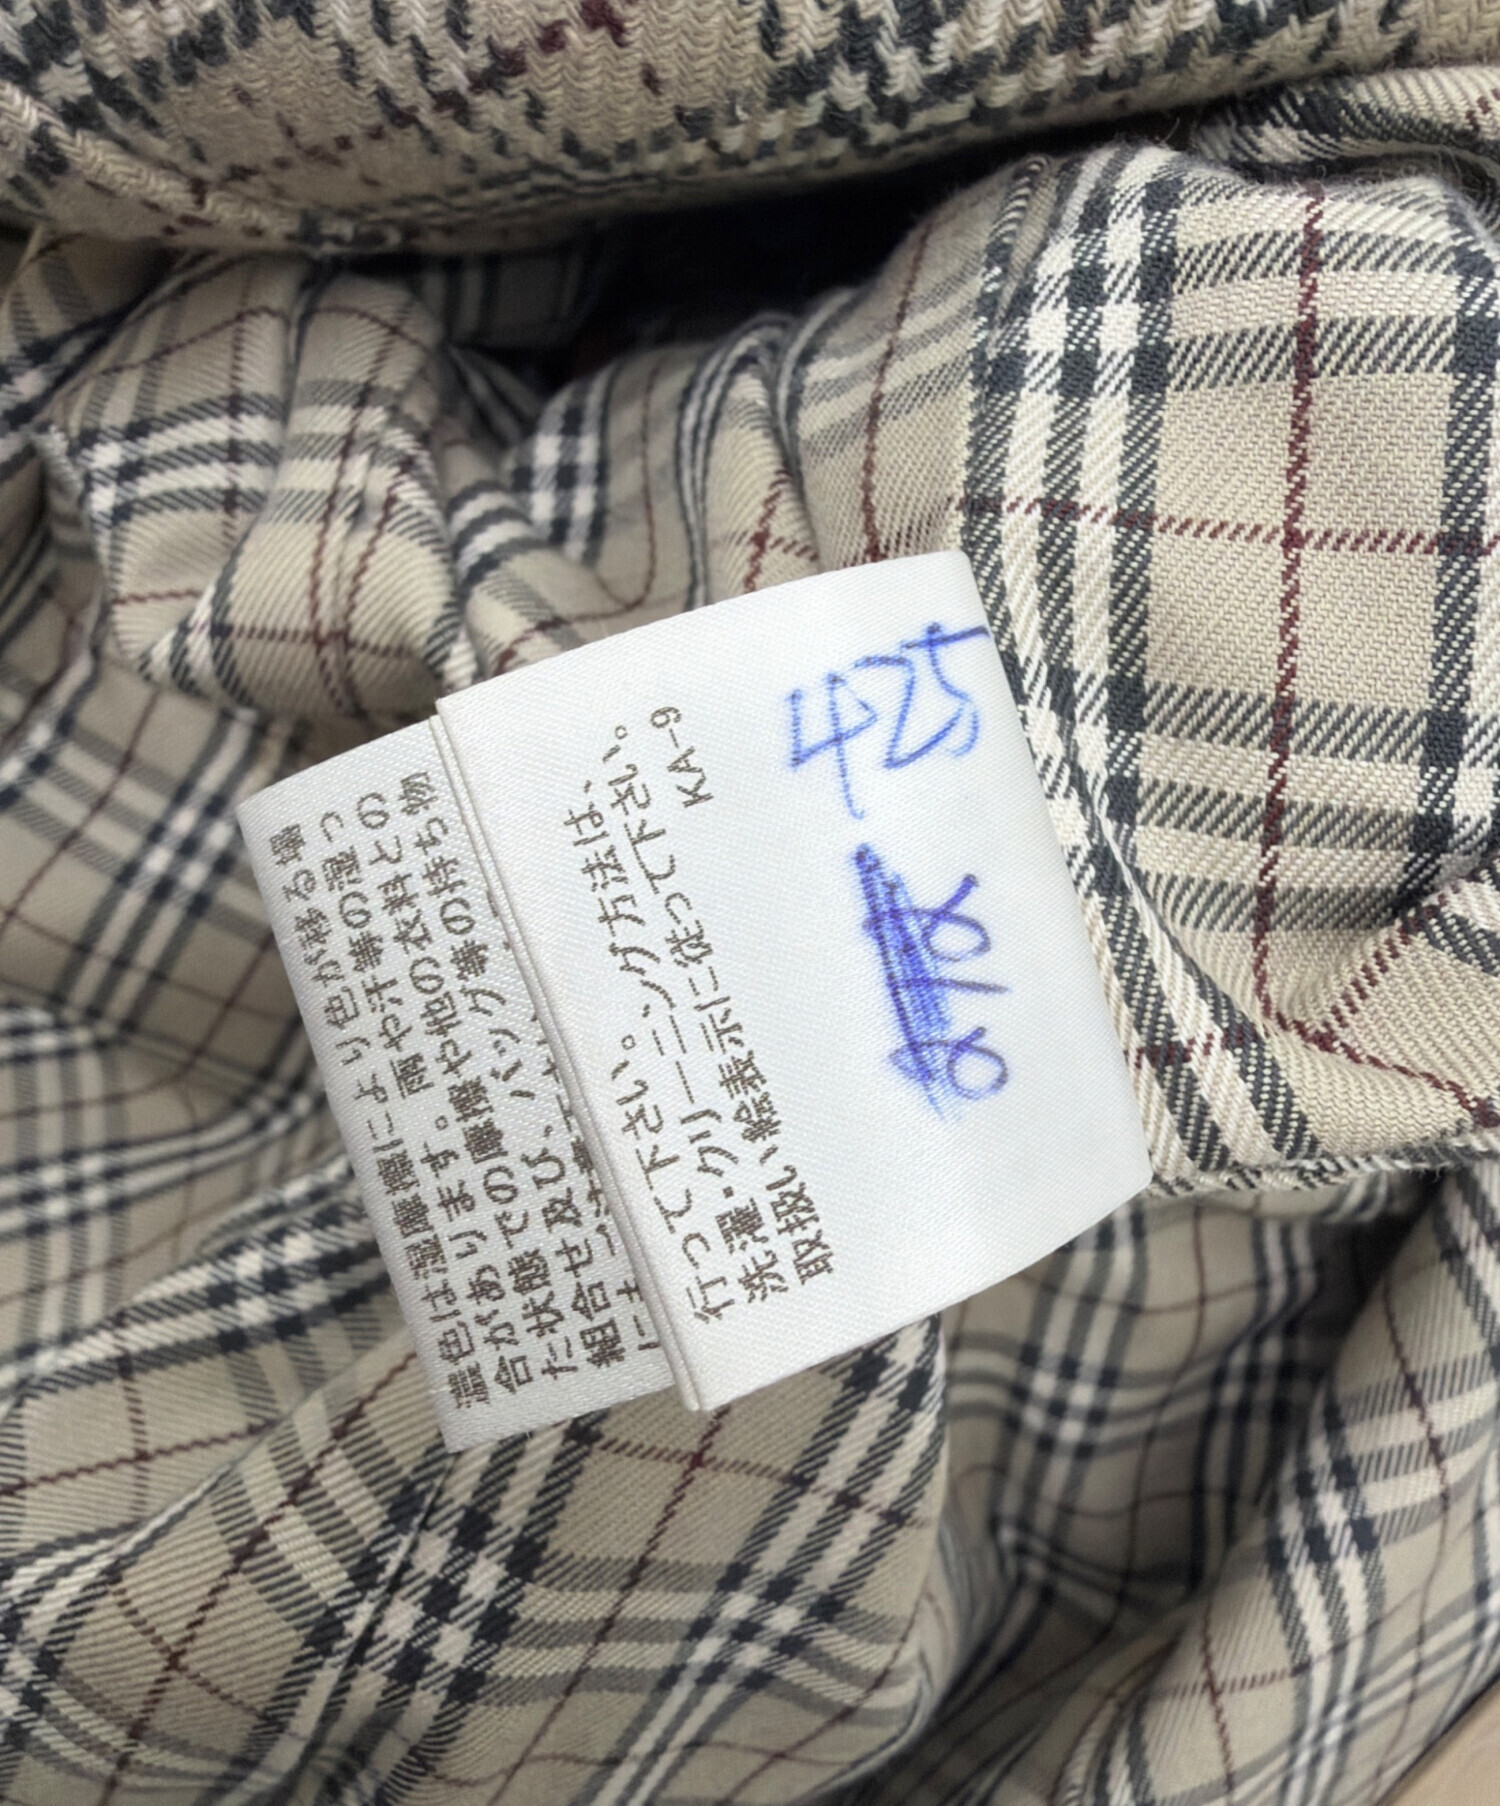 濃色は湿摩擦により色が移る場
合があります。雨や汗等の湿っ
た状態での摩擦や他の衣料との
組合せ及び、バッグ等の持ち物
行って下さい。
洗濯・クリーニング方法は、
取扱い絵表示に従って下さい。
KA-9
425